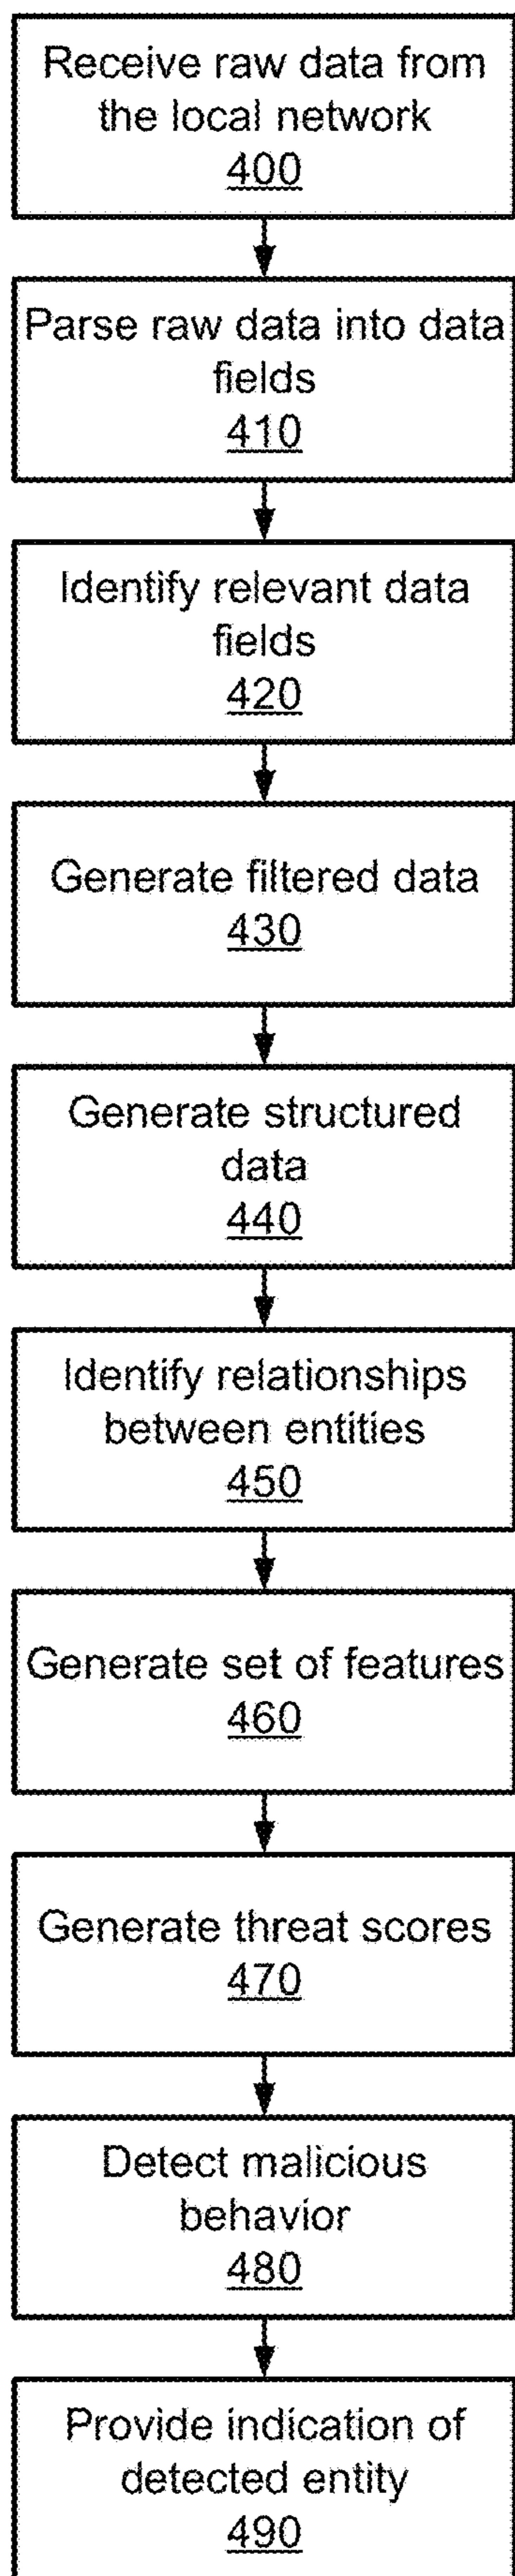 Receive raw data from
the local network
400
Parse raw data into data
fields
410
Identify relevant data
fields
420
Generate filtered data
430
Generate structured
data
440
Identify relationships
between entities
450
Generate set of features
460
Generate threat scores
470
Detect malicious
behavior
480
Provide indication of
detected entity
490